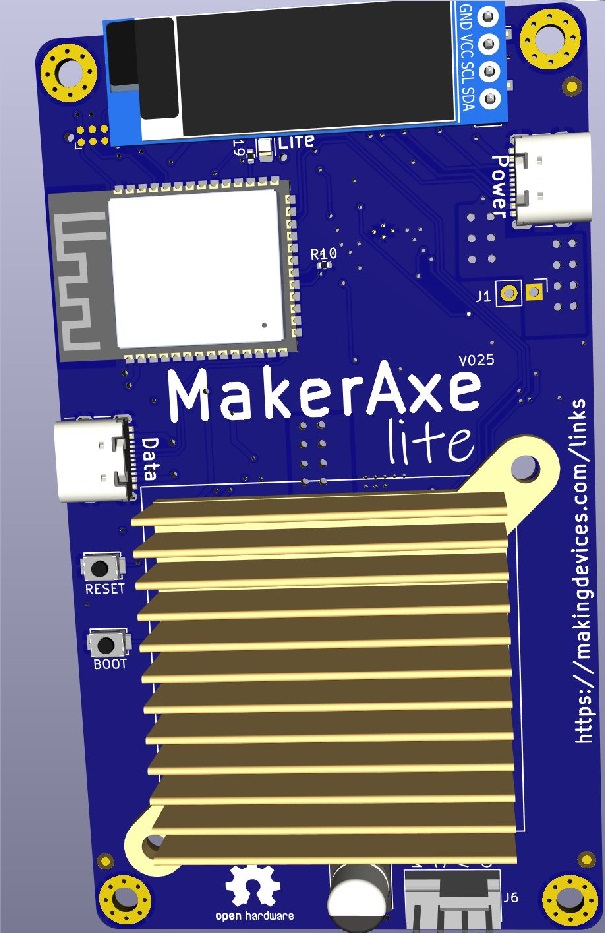 GND VCC SCL SDA
19
Lite
Power
R10
J1
V025
MakerAxe
lite
Data
RESET
BOOT
https://makingdevices.com/links
J6
open hardware